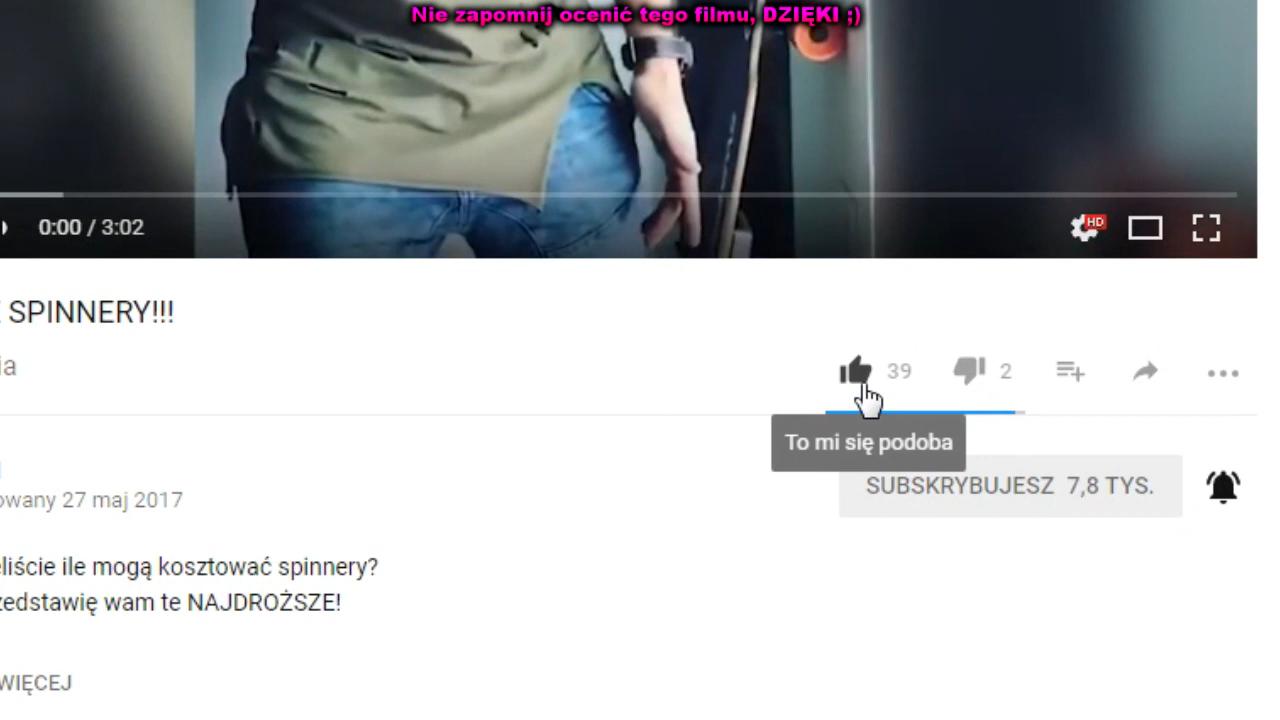 Nie zapomnij ocenić tego filmu, DZIĘKI ;)
0:00 / 3:02
HD
SPINNERY!!!
ia
39
2
To mi się podoba
SUBSKRYBUJESZ 7,8 TYS.
owany 27 maj 2017
eliście ile mogą kosztować spinnery?
zedstawię wam te NAJDROŻSZE!
WIĘCEJ